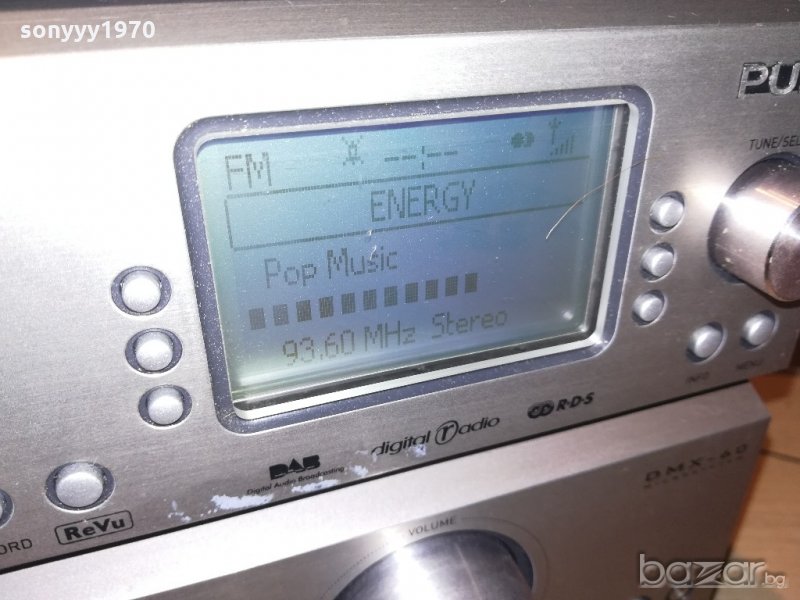 sonyyy1970
PU
TUNE/SEL
FM --:--
ENERGY
Pop Music
93.60 MHz Stereo
INFO
MENU
DAB
Digital Audio Broadcasting
digital radio
CD R·D·S
ORD
ReVu
VOLUME
DMX-60
bazar.bg